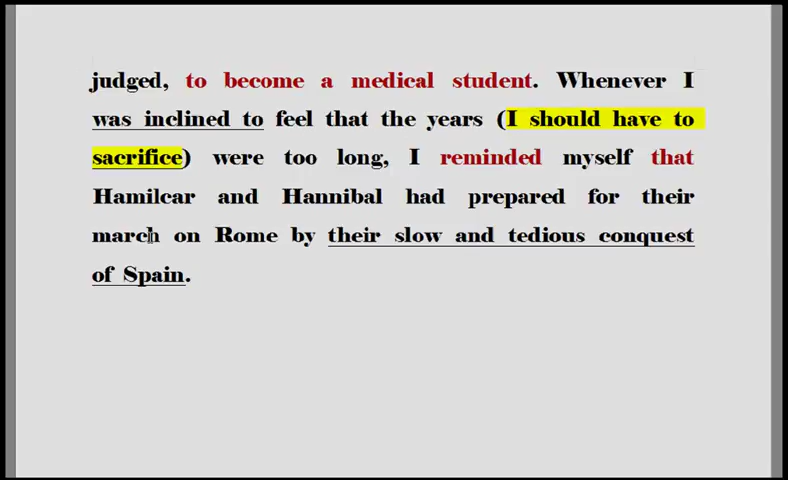 judged, to become a medical student. Whenever I
was inclined to feel that the years (I should have to
sacrifice) were too long, I reminded myself that
Hamilcar and Hannibal had prepared for their
march on Rome by their slow and tedious conquest
of Spain.